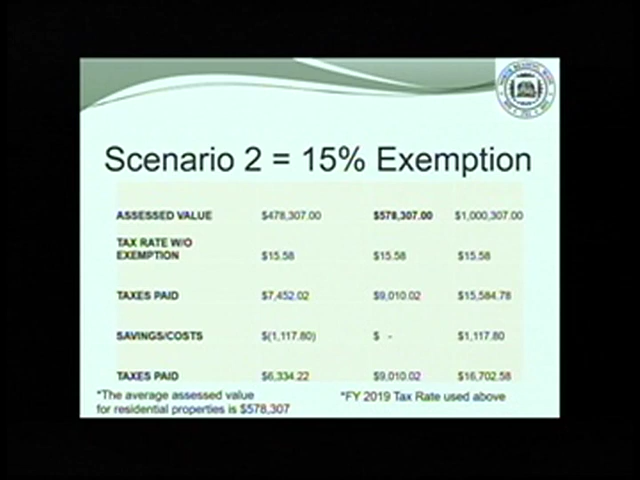 Scenario 2 = 15% Exemption
ASSESSED VALUE $478,307.00 $578,307.00 $1,000,307.00
TAX RATE W/O
EXEMPTION $15.58 $15.58 $15.58
TAXES PAID $7,452.02 $9,010.02 $15,584.78
SAVINGS/COSTS $(1,117.80) $ - $1,117.80
TAXES PAID $6,334.22 $9,010.02 $16,702.58
*The average assessed value
for residential properties is $578,307
*FY 2019 Tax Rate used above